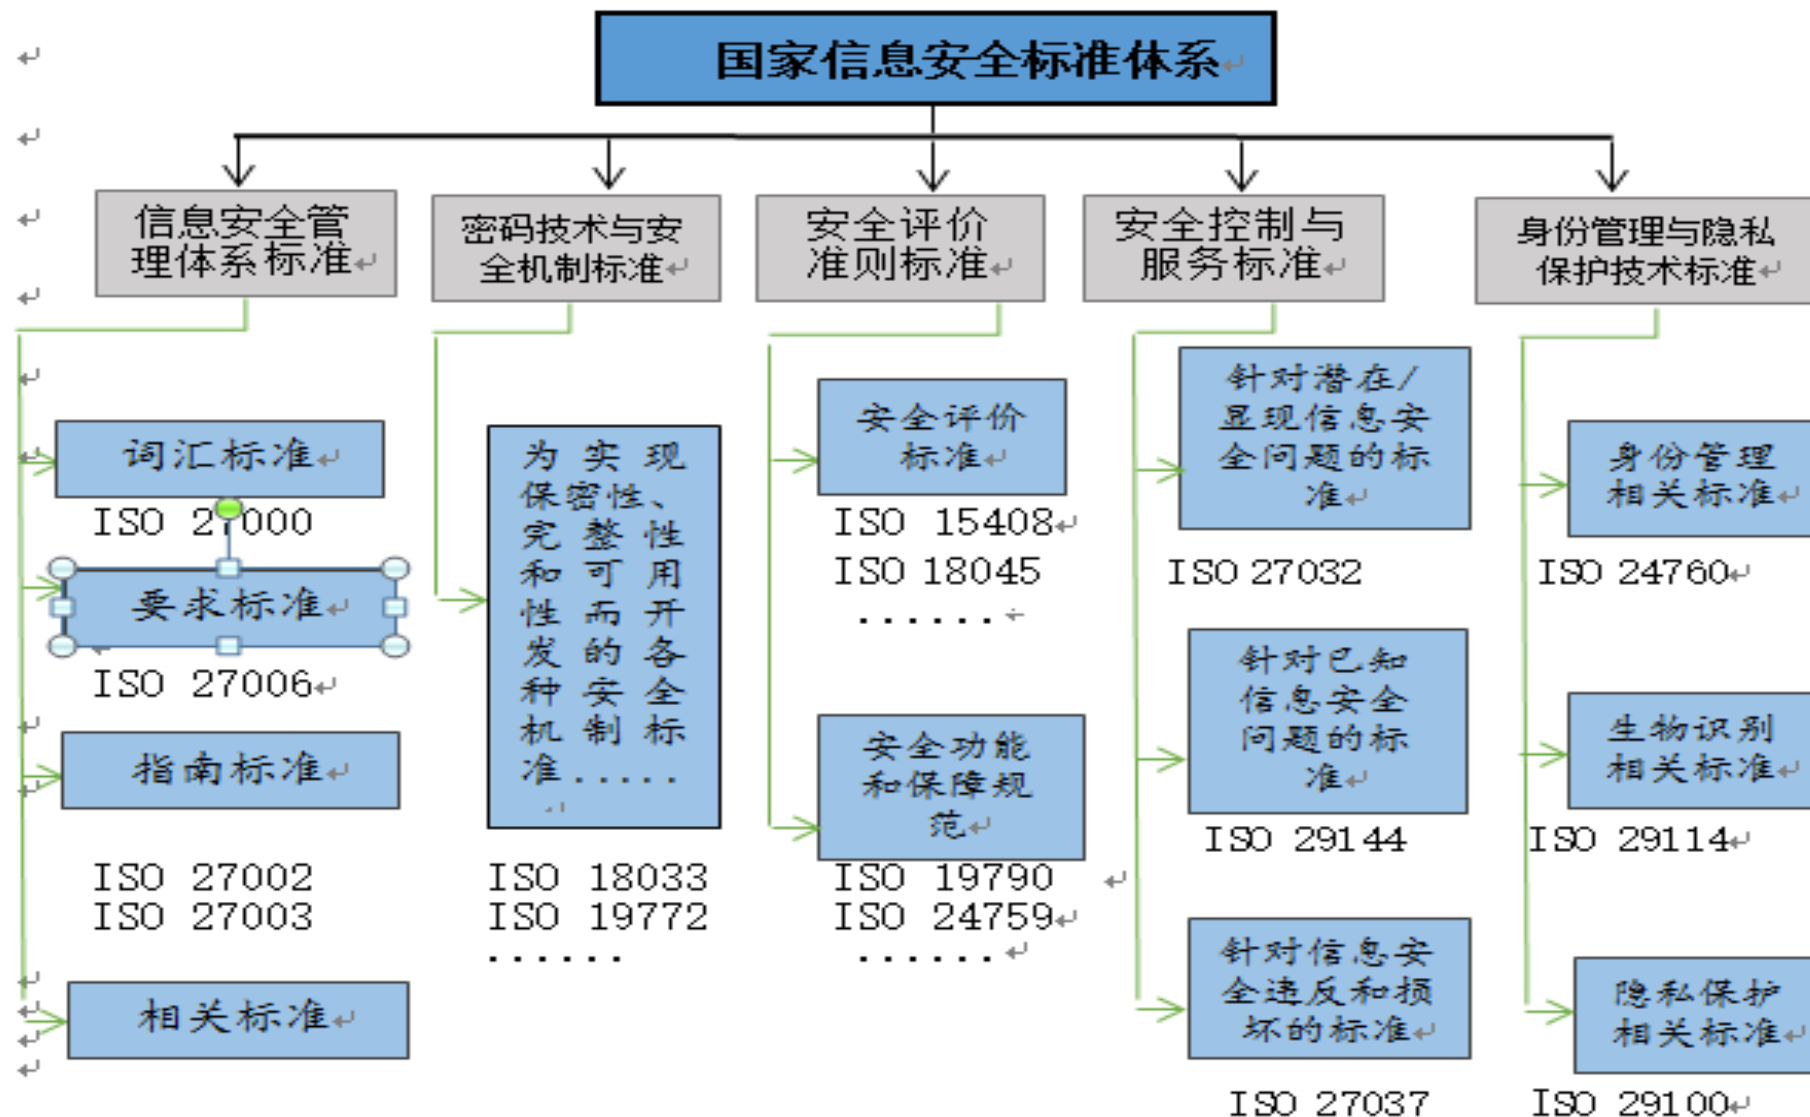 国家信息安全标准体系
信息安全管
理体系标准
词汇标准
ISO 27000
要求标准
ISO 27006
指南标准
ISO 27002
ISO 27003
相关标准
密码技术与安
全机制标准
为实现
保密性、
完整性
和可用
性而开
发的各
种安全
机制标
准.....
ISO 18033
ISO 19772
......
安全评价
准则标准
安全评价
标准
ISO 15408
ISO 18045
......
安全功能
和保障规
范
ISO 19790
ISO 24759
......
安全控制与
服务标准
针对潜在/
显现信息安
全问题的标
准
ISO 27032
针对已知
信息安全
问题的标
准
ISO 29144
针对信息安
全违反和损
坏的标准
ISO 27037
身份管理与隐私
保护技术标准
身份管理
相关标准
ISO 24760
生物识别
相关标准
ISO 29114
隐私保护
相关标准
ISO 29100